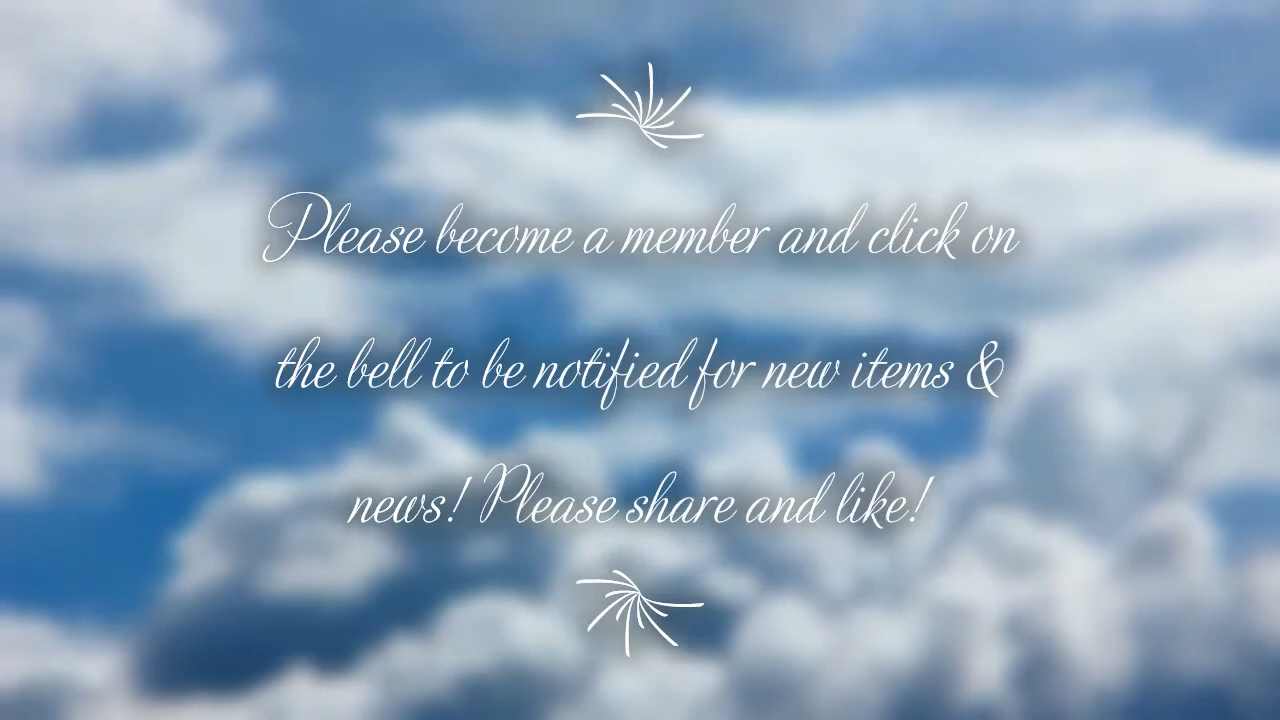 Please become a member and click on
the bell to be notified for new items &
news! Please share and like!